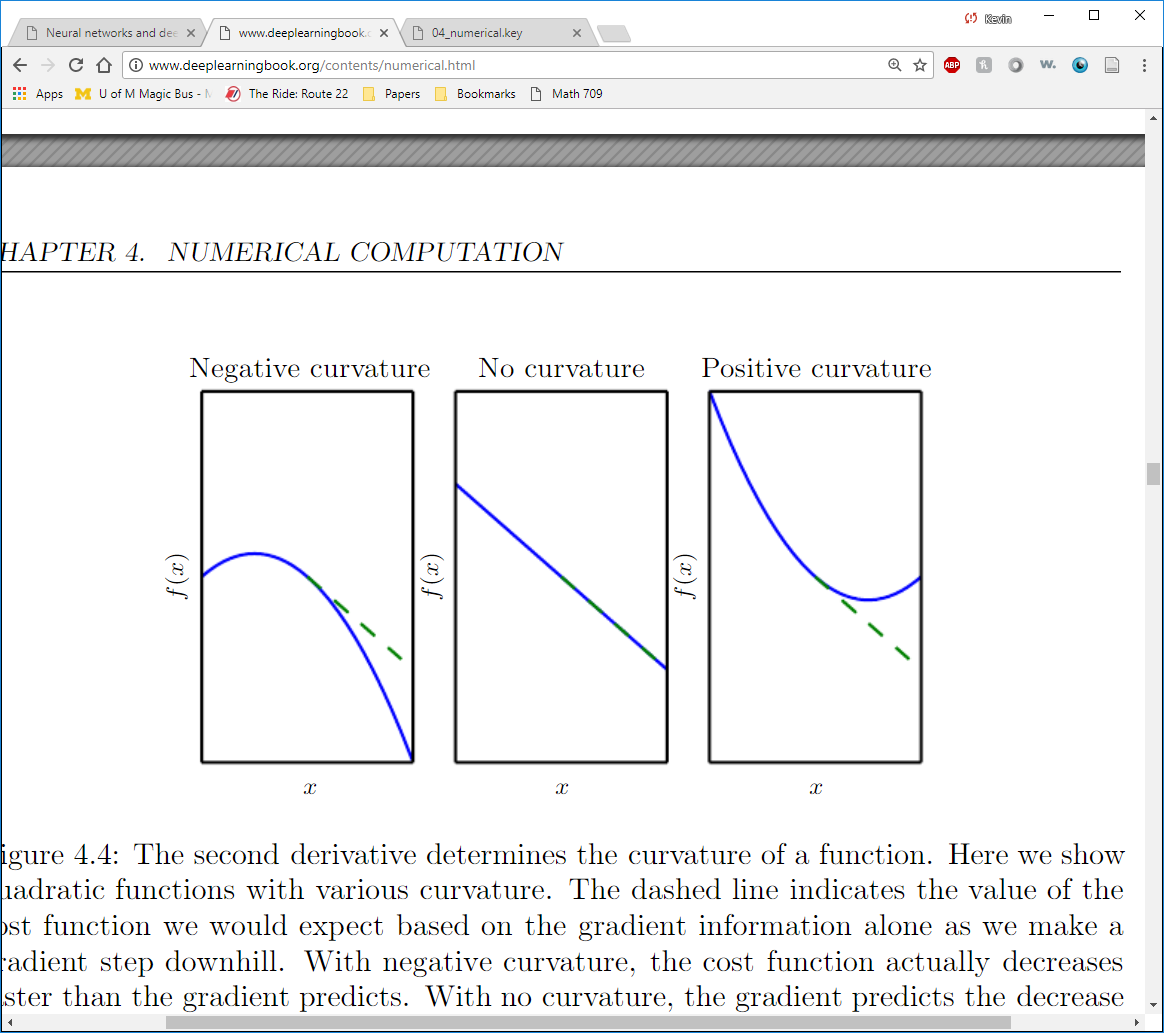 Kevin
Neural networks and dee
www.deeplearningbook.c
04_numerical.key
www.deeplearningbook.org/contents/numerical.html
ABP
w.
Apps
U of M Magic Bus - N
The Ride: Route 22
Papers
Bookmarks
Math 709
HAPTER 4. NUMERICAL COMPUTATION
Negative curvature
No curvature
Positive curvature
f(x)
f(x)
f(x)
x
x
x
igure 4.4: The second derivative determines the curvature of a function. Here we show
uadratic functions with various curvature. The dashed line indicates the value of the
ost function we would expect based on the gradient information alone as we make a
radient step downhill. With negative curvature, the cost function actually decreases
ster than the gradient predicts. With no curvature, the gradient predicts the decrease